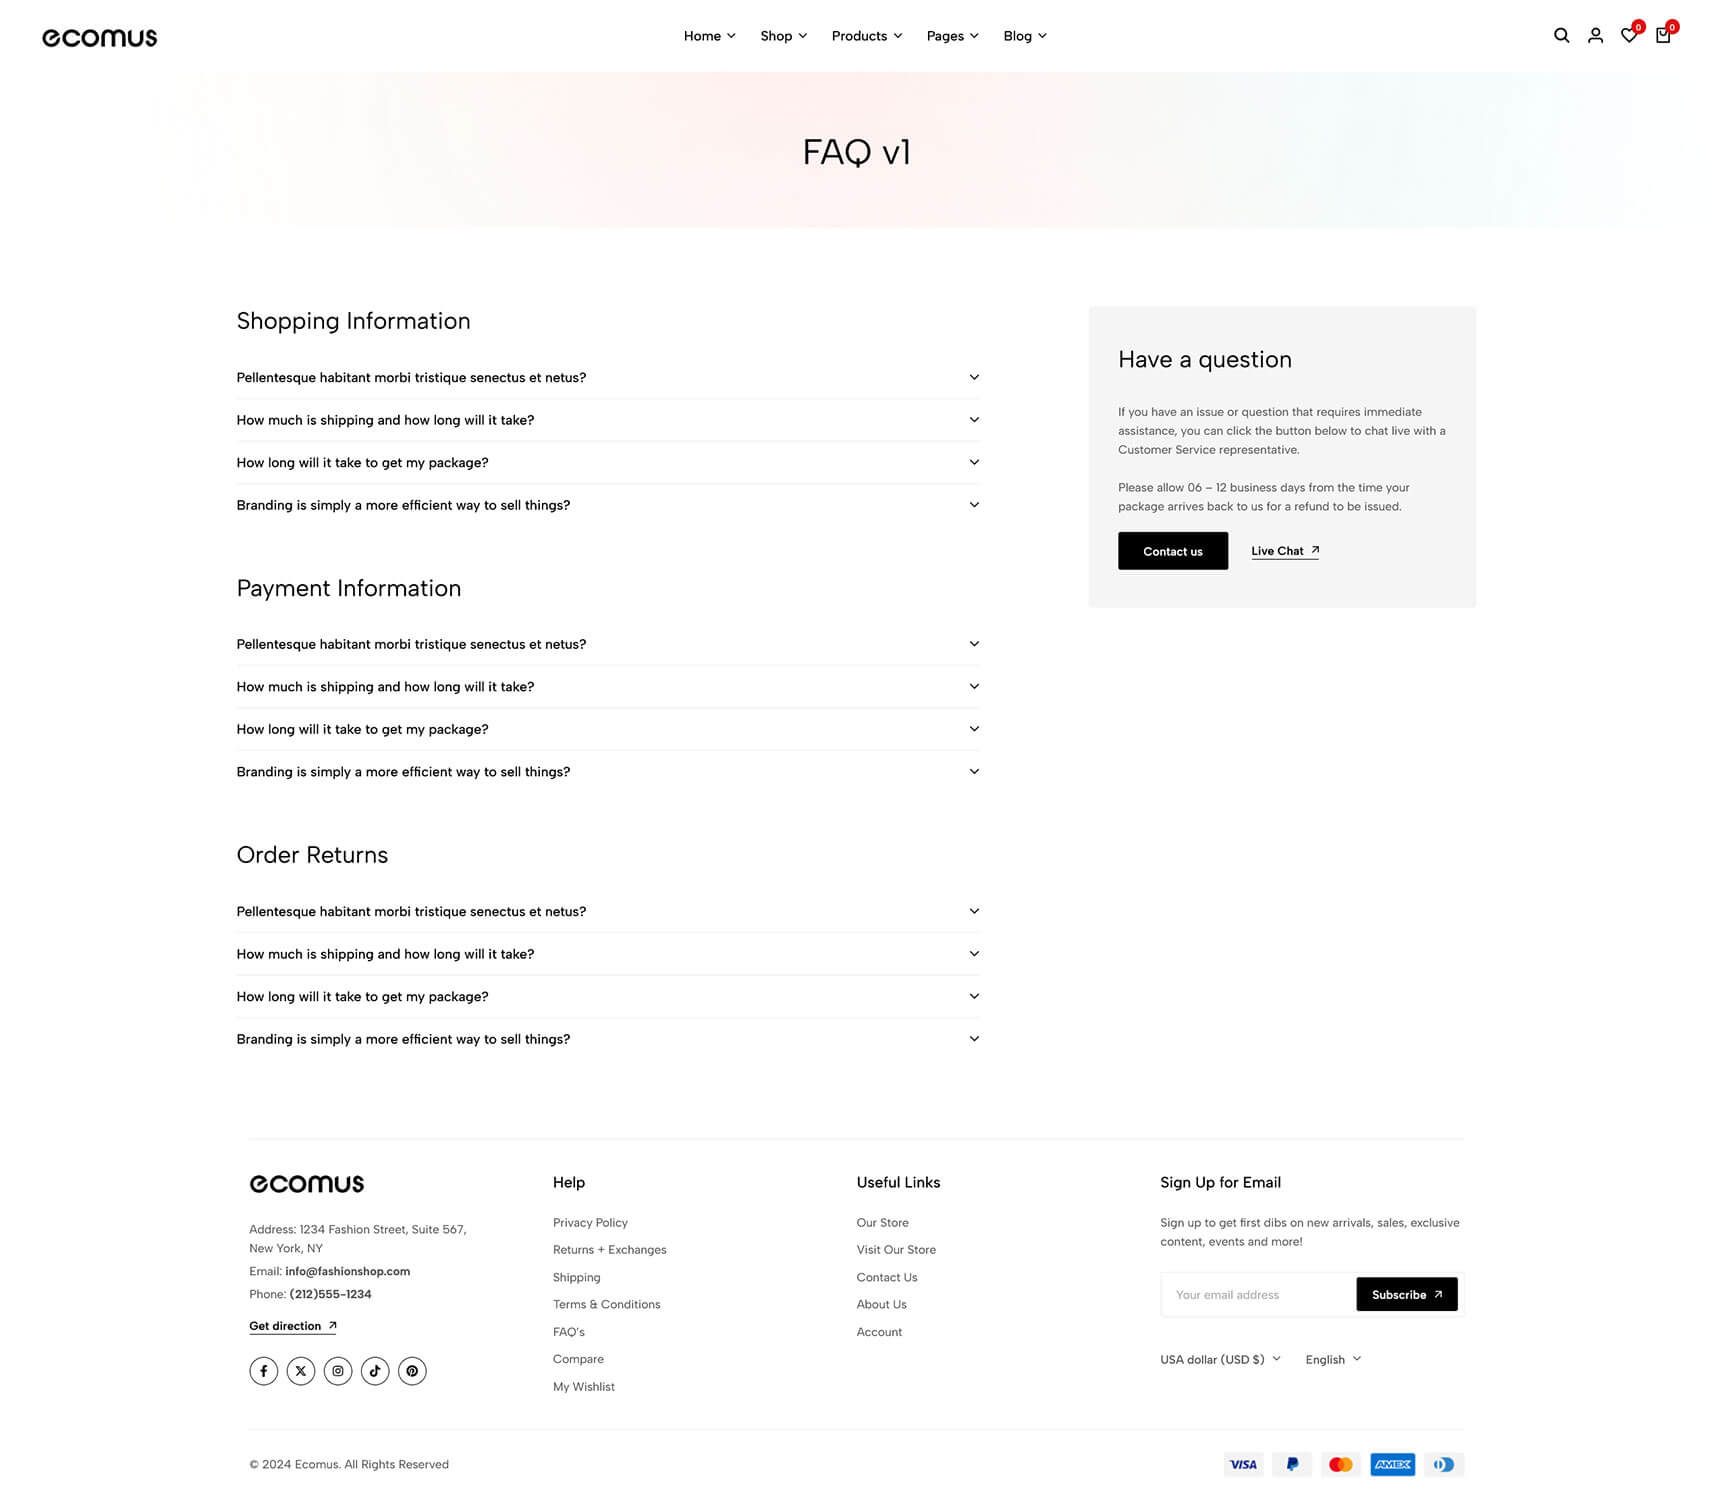 ecomus
Home
Shop
Products
Pages
Blog
0
0
FAQ v1
Shopping Information
Pellentesque habitant morbi tristique senectus et netus?
How much is shipping and how long will it take?
How long will it take to get my package?
Branding is simply a more efficient way to sell things?
Payment Information
Pellentesque habitant morbi tristique senectus et netus?
How much is shipping and how long will it take?
How long will it take to get my package?
Branding is simply a more efficient way to sell things?
Order Returns
Pellentesque habitant morbi tristique senectus et netus?
How much is shipping and how long will it take?
How long will it take to get my package?
Branding is simply a more efficient way to sell things?
Have a question
If you have an issue or question that requires immediate
assistance, you can click the button below to chat live with a
Customer Service representative.
Please allow 06 – 12 business days from the time your
package arrives back to us for a refund to be issued.
Contact us
Live Chat
ecomus
Address: 1234 Fashion Street, Suite 567,
New York, NY
Email: info@fashionshop.com
Phone: (212)555-1234
Get direction
Help
Privacy Policy
Returns + Exchanges
Shipping
Terms & Conditions
FAQ's
Compare
My Wishlist
Useful Links
Our Store
Visit Our Store
Contact Us
About Us
Account
Sign Up for Email
Sign up to get first dibs on new arrivals, sales, exclusive
content, events and more!
Your email address
Subscribe
USA dollar (USD $)
English
© 2024 Ecomus. All Rights Reserved
VISA
AMEX